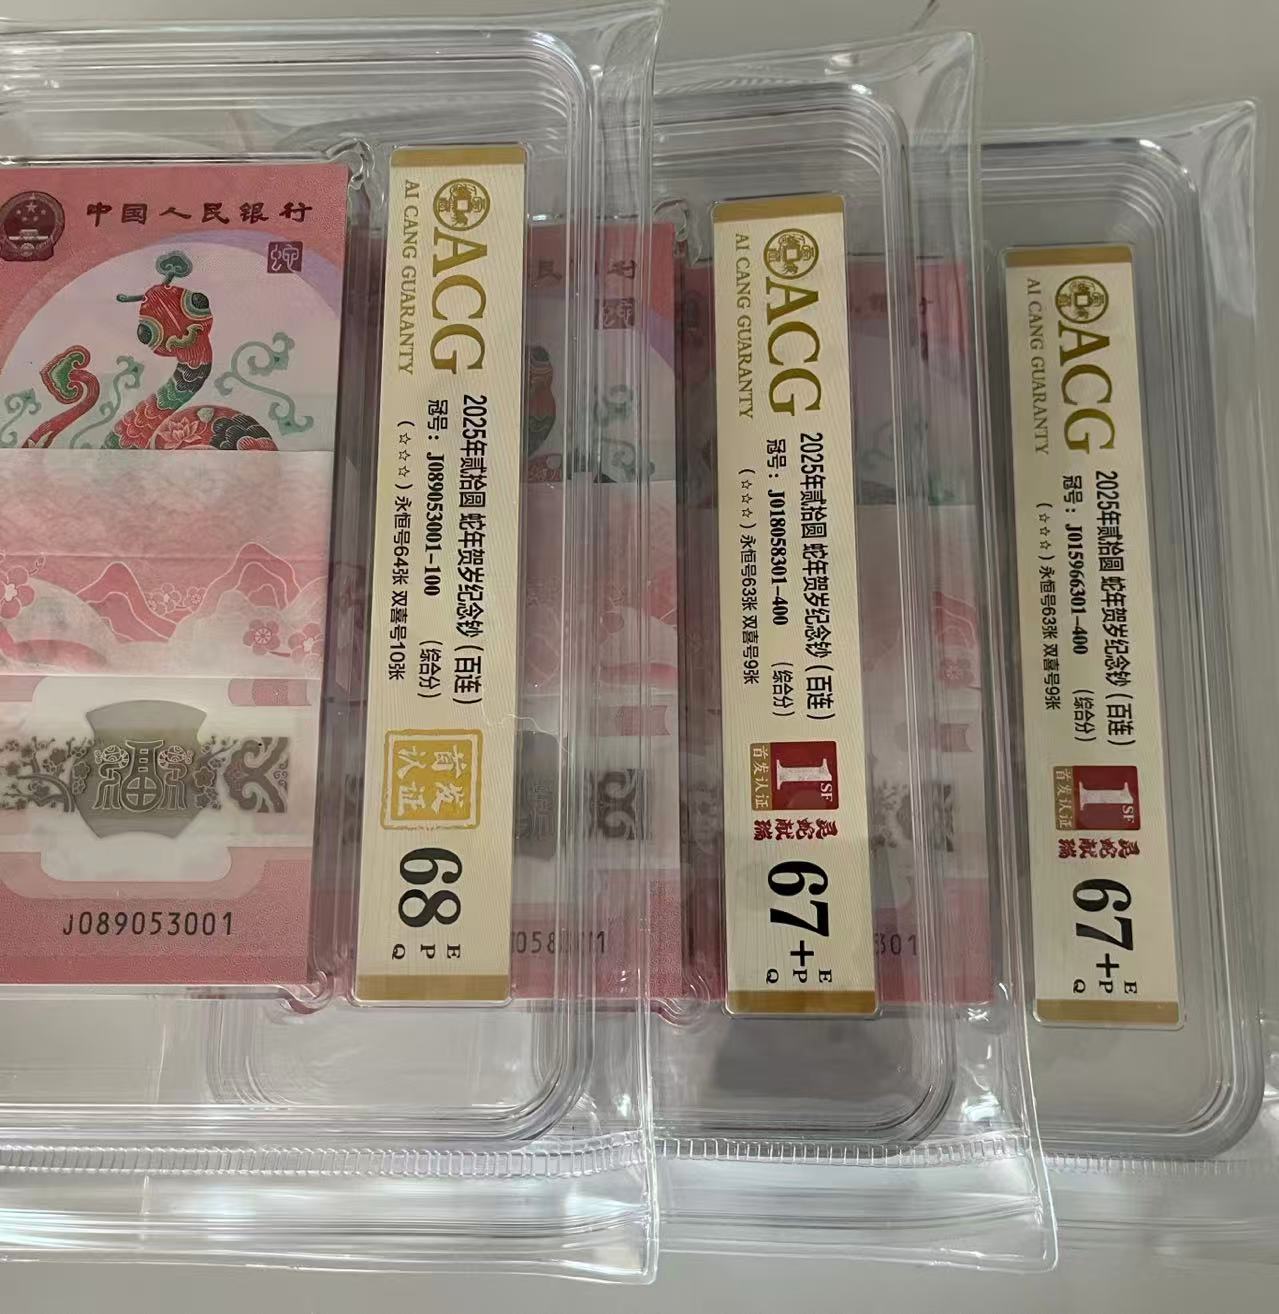 中国人民银行
蛇
福
J089053001
ACG
AI CANG GUARANTY
2025年贰拾圆 蛇年贺岁纪念钞（百连）
冠号：J089053001-100 （综合分）
（☆☆☆）永恒号64张 双喜号10张
首发认证
68
E
P
Q
民银行
ACG
AI CANG GUARANTY
2025年贰拾圆 蛇年贺岁纪念钞（百连）
冠号：J018058301-400 （综合分）
（☆☆☆）永恒号63张 双喜号9张
1SF
首发认证
灵蛇献瑞
67+
E
P
Q
301
ACG
AI CANG GUARANTY
2025年贰拾圆 蛇年贺岁纪念钞（百连）
冠号：J015966301-400 （综合分）
（☆☆☆）永恒号63张 双喜号9张
1SF
首发认证
灵蛇献瑞
67+
E
P
Q